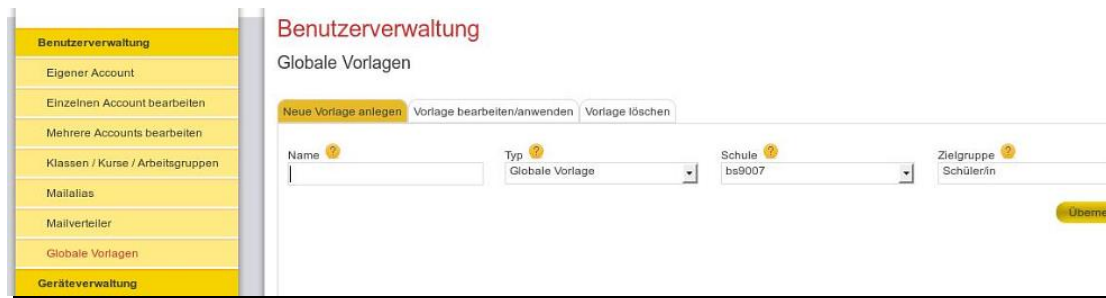 Benutzerverwaltung
Eigener Account
Einzelnen Account bearbeiten
Mehrere Accounts bearbeiten
Klassen / Kurse / Arbeitsgruppen
Mailalias
Mailverteiler
Globale Vorlagen
Geräteverwaltung
Benutzerverwaltung
Globale Vorlagen
Neue Vorlage anlegen Vorlage bearbeiten/anwenden Vorlage löschen
Name ? Typ ? Schule ? Zielgruppe ?
Globale Vorlage bs9007 Schüler/in
Überne